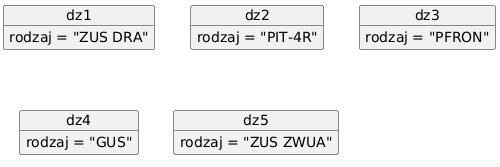 dz1
rodzaj = "ZUS DRA"
dz2
rodzaj = "PIT-4R"
dz3
rodzaj = "PFRON"
dz4
rodzaj = "GUS"
dz5
rodzaj = "ZUS ZWUA"